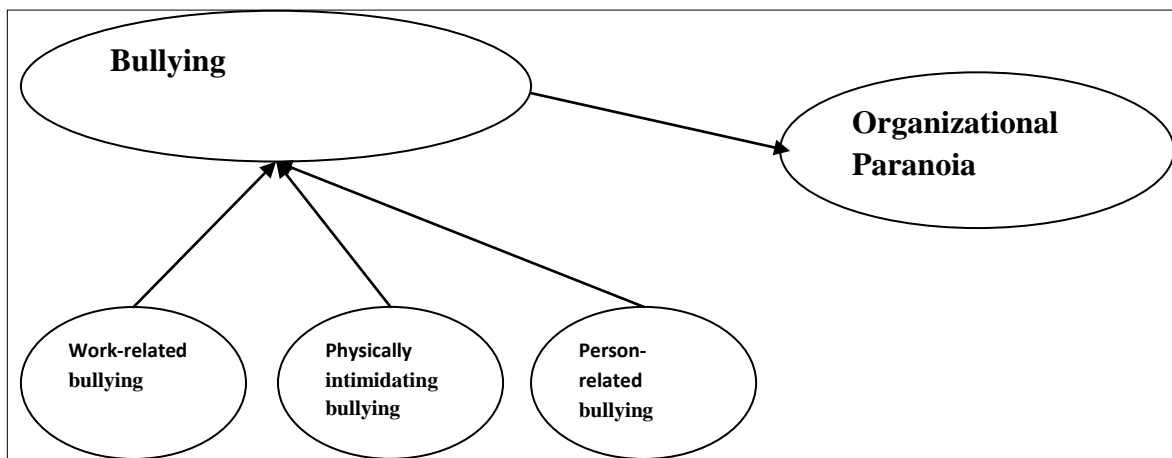 Bullying
Organizational
Paranoia
Work-related
bullying
Physically
intimidating
bullying
Person-
related
bullying